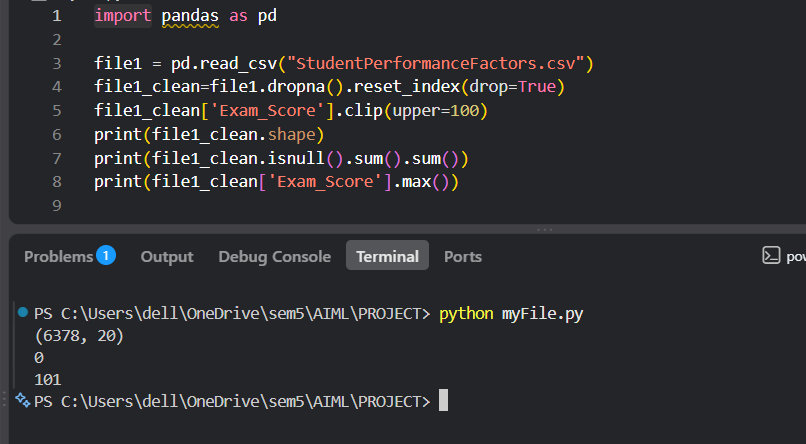 1 import pandas as pd
2
3 file1 = pd.read_csv("StudentPerformanceFactors.csv")
4 file1_clean=file1.dropna().reset_index(drop=True)
5 file1_clean['Exam_Score'].clip(upper=100)
6 print(file1_clean.shape)
7 print(file1_clean.isnull().sum().sum())
8 print(file1_clean['Exam_Score'].max())
9
Problems 1 Output Debug Console Terminal Ports pow
PS C:\Users\dell\OneDrive\sem5\AIML\PROJECT> python myFile.py
(6378, 20)
0
101
PS C:\Users\dell\OneDrive\sem5\AIML\PROJECT>